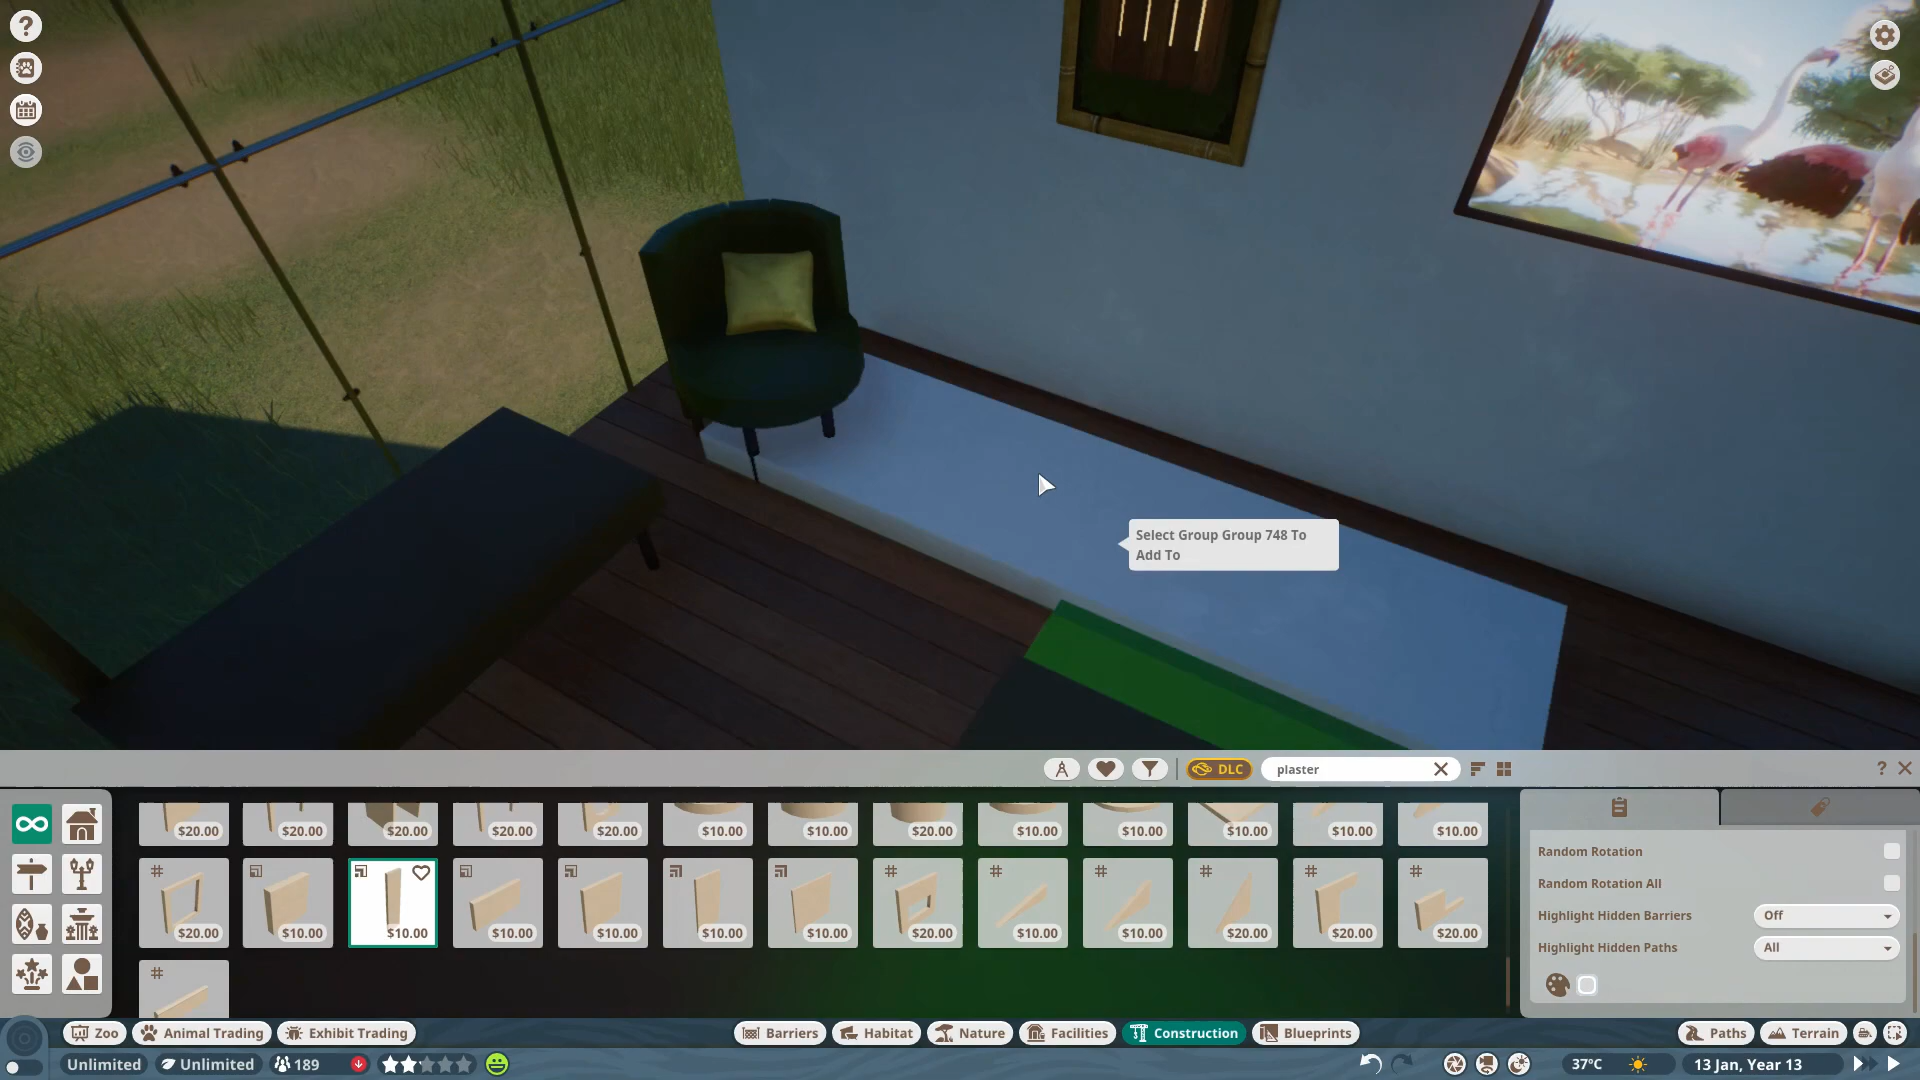 Select Group Group 748 To
Add To
DLC
plaster
?
?
$20.00
$20.00
$20.00
$20.00
$20.00
$10.00
$10.00
$20.00
$10.00
$10.00
$10.00
$10.00
$10.00
$20.00
$10.00
$10.00
$10.00
$10.00
$10.00
$10.00
$20.00
$10.00
$10.00
$20.00
$20.00
$20.00
Random Rotation
Random Rotation All
Highlight Hidden Barriers
Off
Highlight Hidden Paths
All
Zoo
Animal Trading
Exhibit Trading
Barriers
Habitat
Nature
Facilities
Construction
Blueprints
Paths
Terrain
Unlimited
Unlimited
189
37°C
13 Jan, Year 13